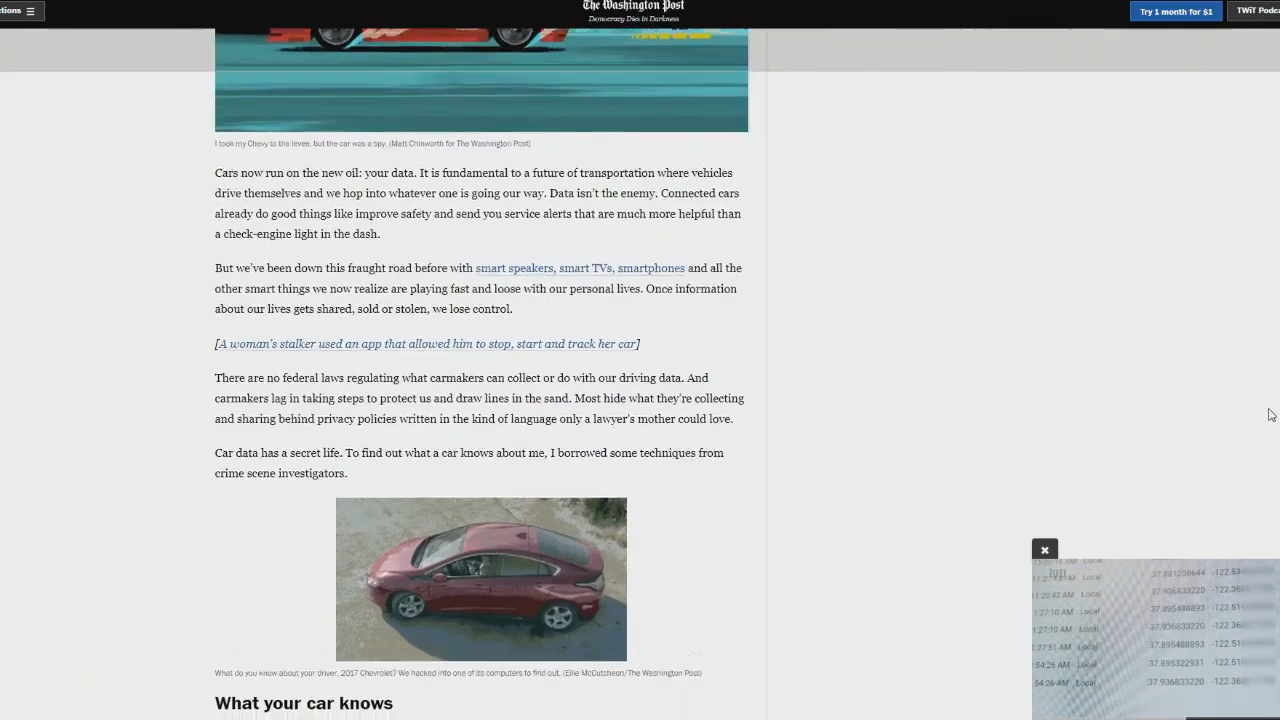 ctions
The Washington Post
Democracy Dies in Darkness
Try 1 month for $1
TWiT Podca
I took my Chevy to the levee, but the car was a spy. (Matt Chinworth for The Washington Post)
Cars now run on the new oil: your data. It is fundamental to a future of transportation where vehicles
drive themselves and we hop into whatever one is going our way. Data isn't the enemy. Connected cars
already do good things like improve safety and send you service alerts that are much more helpful than
a check-engine light in the dash.
But we've been down this fraught road before with smart speakers, smart TVs, smartphones and all the
other smart things we now realize are playing fast and loose with our personal lives. Once information
about our lives gets shared, sold or stolen, we lose control.
[A woman's stalker used an app that allowed him to stop, start and track her car]
There are no federal laws regulating what carmakers can collect or do with our driving data. And
carmakers lag in taking steps to protect us and draw lines in the sand. Most hide what they're collecting
and sharing behind privacy policies written in the kind of language only a lawyer's mother could love.
Car data has a secret life. To find out what a car knows about me, I borrowed some techniques from
crime scene investigators.
What do you know about your driver, 2017 Chevrolet? We hacked into one of its computers to find out. (Ellie McCutcheon/The Washington Post)
What your car knows
Local
Local 37.881208644 -122.53
11:20:42 AM Local 37.936833220 -122.36
1:27:10 AM Local 37.895488893 -122.51
1:27:10 AM Local 37.936833220 -122.36
1:27:51 AM Local 37.895488893 -122.51
:54:26 AM Local 37.895322931 -122.51
:54:26 AM Local 37.936833220 -122.36